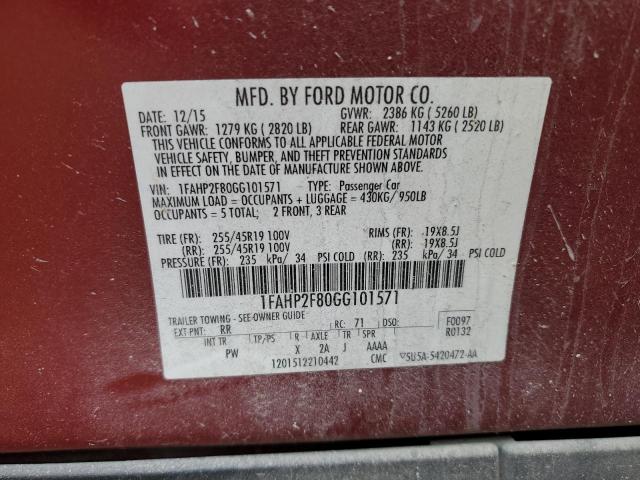 MFD. BY FORD MOTOR CO.
DATE: 12/15 GVWR: 2386 KG ( 5260 LB)
FRONT GAWR: 1279 KG ( 2820 LB) REAR GAWR: 1143 KG ( 2520 LB)
THIS VEHICLE CONFORMS TO ALL APPLICABLE FEDERAL MOTOR
VEHICLE SAFETY, BUMPER, AND THEFT PREVENTION STANDARDS
IN EFFECT ON THE DATE OF MANUFACTURE SHOWN ABOVE.
VIN: 1FAHP2F80GG101571 TYPE: Passenger Car
MAXIMUM LOAD = OCCUPANTS + LUGGAGE = 430KG/ 950LB
OCCUPANTS = 5 TOTAL; 2 FRONT, 3 REAR
TIRE (FR): 255/45R19 100V RIMS (FR): 19X8.5J
(RR): 255/45R19 100V (RR): 19X8.5J
PRESSURE (FR): 235 kPa/ 34 PSI COLD (RR): 235 kPa/ 34 PSI COLD
1FAHP2F80GG101571
TRAILER TOWING - SEE OWNER GUIDE F0097
EXT PNT: RR RC: 71 DSO: R0132
INT TR TP/PS R AXLE TR SPR
PW X 2A J AAAA
1201512210442 CMC ▽5U5A-5420472-AA